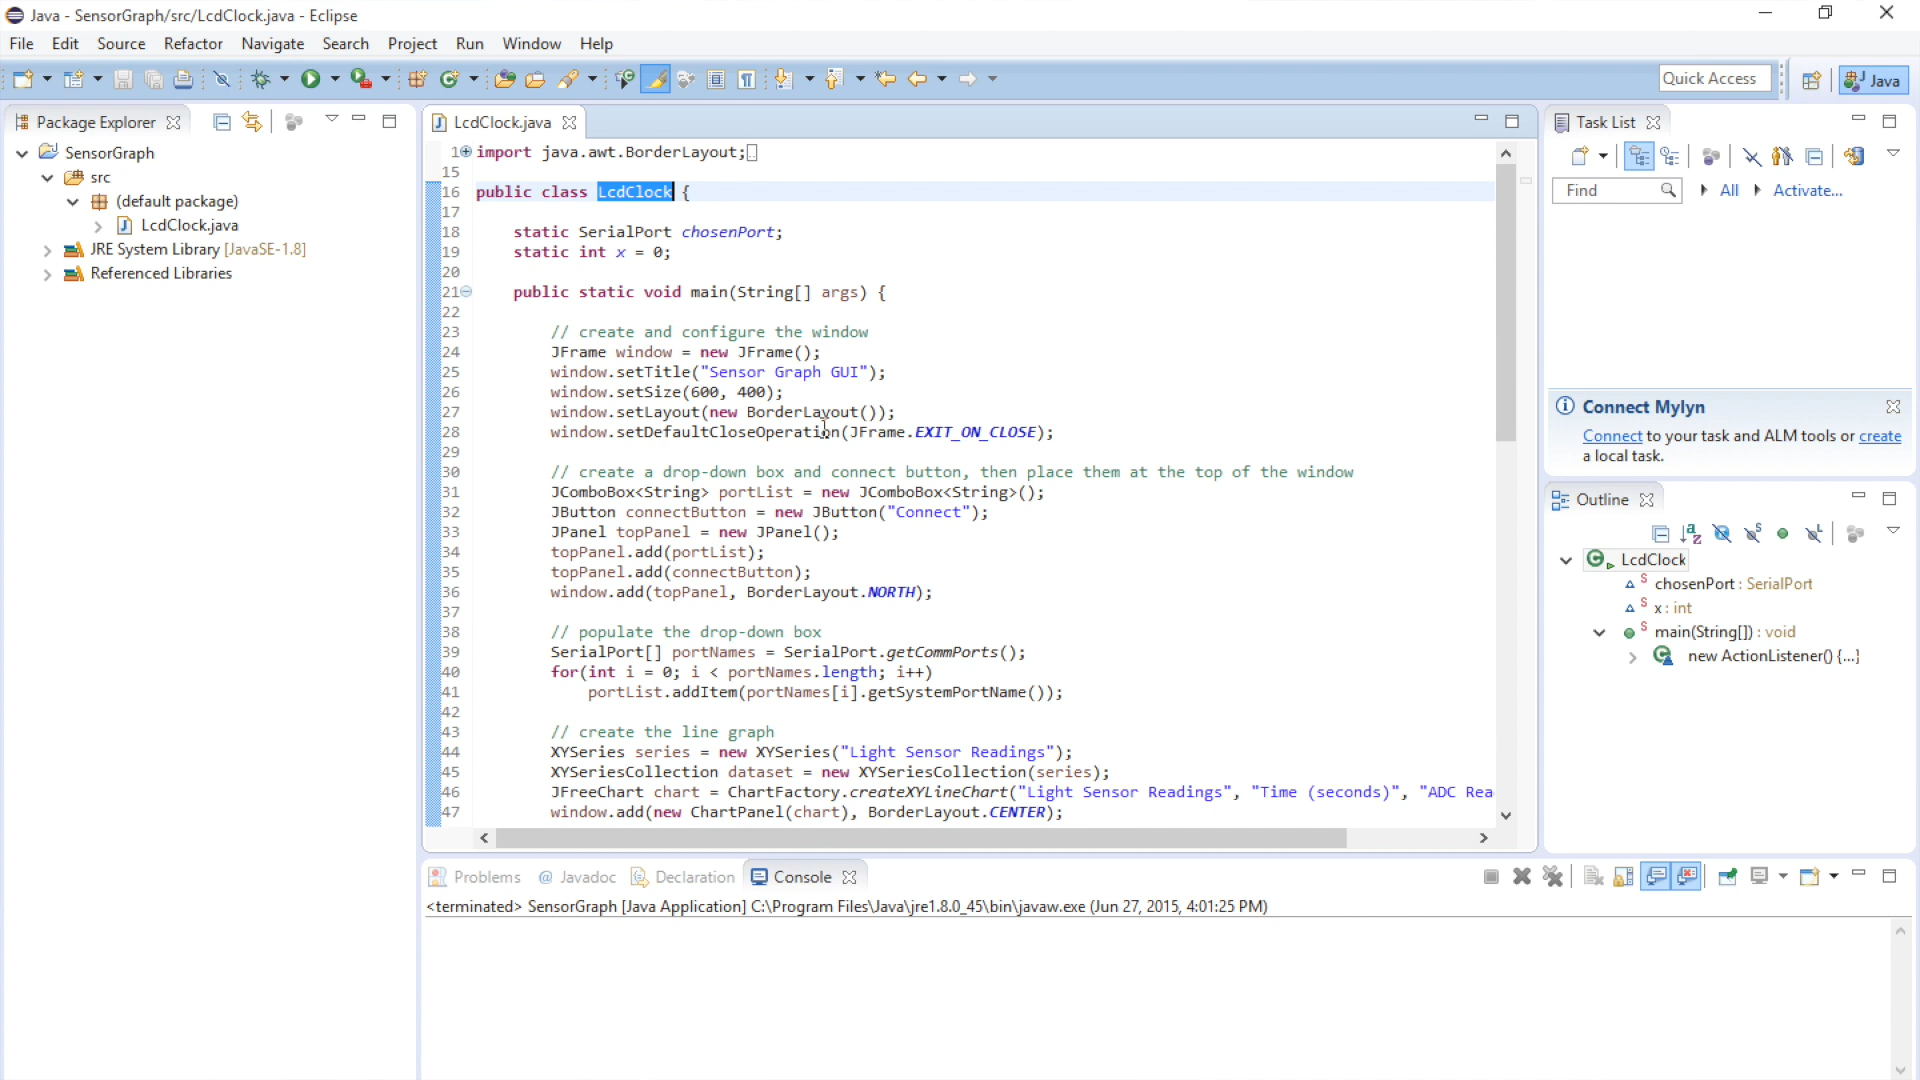 Java - SensorGraph/src/LcdClock.java - Eclipse
File Edit Source Refactor Navigate Search Project Run Window Help
Quick Access
Java
Package Explorer
SensorGraph
src
(default package)
LcdClock.java
JRE System Library [JavaSE-1.8]
Referenced Libraries
LcdClock.java
1 import java.awt.BorderLayout;
15
16 public class LcdClock {
17
18 static SerialPort chosenPort;
19 static int x = 0;
20
21 public static void main(String[] args) {
22
23 // create and configure the window
24 JFrame window = new JFrame();
25 window.setTitle("Sensor Graph GUI");
26 window.setSize(600, 400);
27 window.setLayout(new BorderLayout());
28 window.setDefaultCloseOperation(JFrame.EXIT_ON_CLOSE);
29
30 // create a drop-down box and connect button, then place them at the top of the window
31 JComboBox<String> portList = new JComboBox<String>();
32 JButton connectButton = new JButton("Connect");
33 JPanel topPanel = new JPanel();
34 topPanel.add(portList);
35 topPanel.add(connectButton);
36 window.add(topPanel, BorderLayout.NORTH);
37
38 // populate the drop-down box
39 SerialPort[] portNames = SerialPort.getCommPorts();
40 for(int i = 0; i < portNames.length; i++)
41 portList.addItem(portNames[i].getSystemPortName());
42
43 // create the line graph
44 XYSeries series = new XYSeries("Light Sensor Readings");
45 XYSeriesCollection dataset = new XYSeriesCollection(series);
46 JFreeChart chart = ChartFactory.createXYLineChart("Light Sensor Readings", "Time (seconds)", "ADC Rea
47 window.add(new ChartPanel(chart), BorderLayout.CENTER);
Task List
Find All Activate...
Connect Mylyn
Connect to your task and ALM tools or create
a local task.
Outline
LcdClock
chosenPort : SerialPort
x : int
main(String[]) : void
new ActionListener() {...}
Problems @ Javadoc Declaration Console
<terminated> SensorGraph [Java Application] C:\Program Files\Java\jre1.8.0_45\bin\javaw.exe (Jun 27, 2015, 4:01:25 PM)